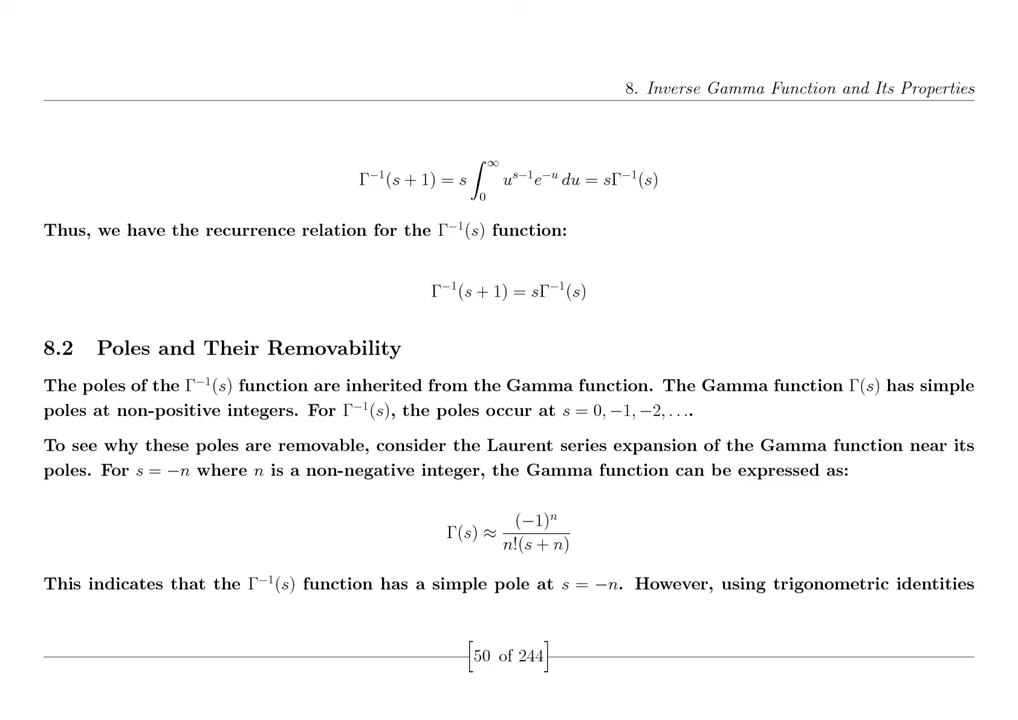 8. Inverse Gamma Function and Its Properties
Γ⁻¹(s + 1) = s ∫₀^∞ u^{s−1}e^{−u} du = sΓ⁻¹(s)
Thus, we have the recurrence relation for the Γ⁻¹(s) function:
Γ⁻¹(s + 1) = sΓ⁻¹(s)
8.2 Poles and Their Removability
The poles of the Γ⁻¹(s) function are inherited from the Gamma function. The Gamma function Γ(s) has simple
poles at non-positive integers. For Γ⁻¹(s), the poles occur at s = 0, −1, −2, . . ..
To see why these poles are removable, consider the Laurent series expansion of the Gamma function near its
poles. For s = −n where n is a non-negative integer, the Gamma function can be expressed as:
Γ(s) ≈ (−1)ⁿ / n!(s + n)
This indicates that the Γ⁻¹(s) function has a simple pole at s = −n. However, using trigonometric identities
[50 of 244]